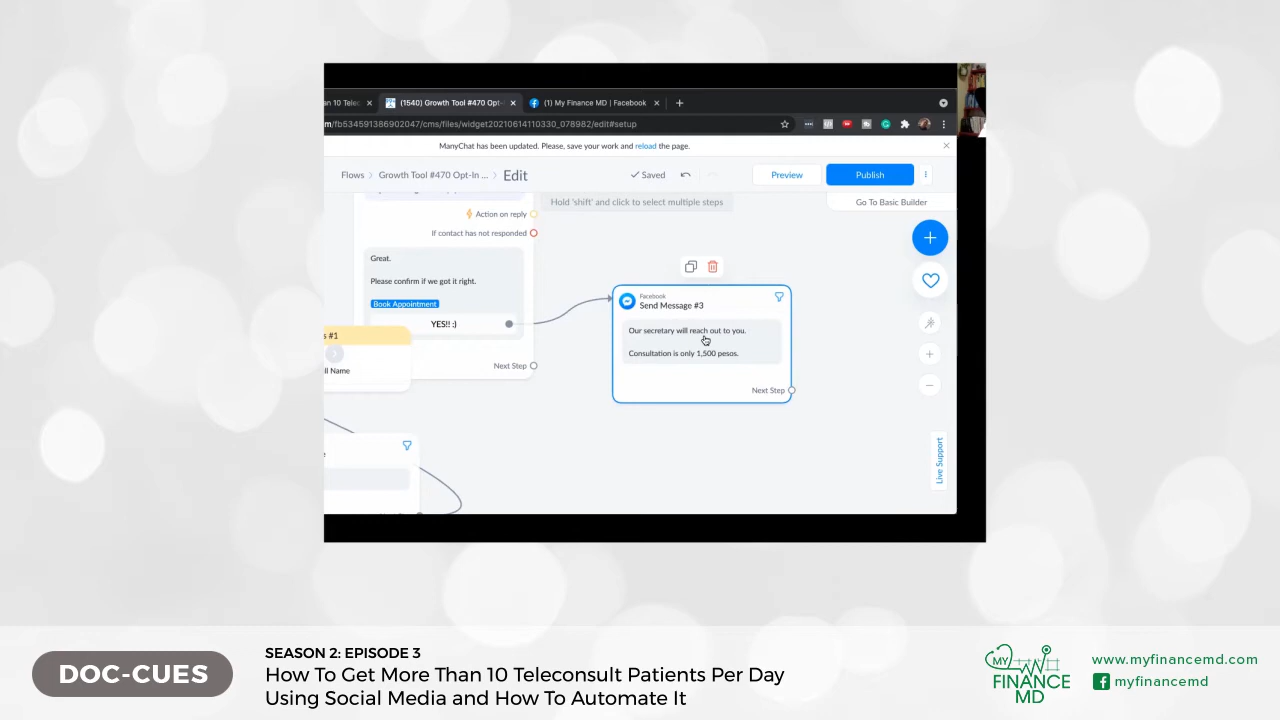 an 10 Telec
(1540) Growth Tool #470 Opt-
(1) My Finance MD | Facebook
m/fb534591386902047/cms/files/widget20210614110330_078982/edit#setup
ManyChat has been updated. Please, save your work and reload the page.
Flows
Growth Tool #470 Opt-In ...
Edit
Saved
Preview
Publish
Hold 'shift' and click to select multiple steps
Go To Basic Builder
Action on reply
If contact has not responded
Great.
Please confirm if we got it right.
Book Appointment
YES!! :)
Next Step
s #1
ll Name
Facebook
Send Message #3
Our secretary will reach out to you.
Consultation is only 1,500 pesos.
Next Step
Live Support
DOC-CUES
SEASON 2: EPISODE 3
How To Get More Than 10 Teleconsult Patients Per Day
Using Social Media and How To Automate It
MY
FINANCE
MD
www.myfinancemd.com
myfinancemd